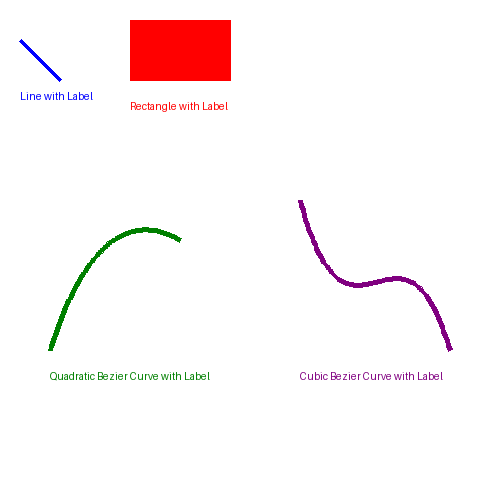 Line with Label
Rectangle with Label
Quadratic Bezier Curve with Label
Cubic Bezier Curve with Label